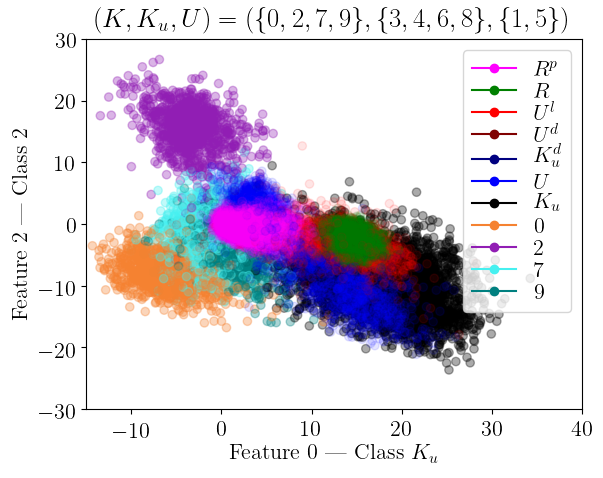 (K, K_u, U) = ({0, 2, 7, 9}, {3, 4, 6, 8}, {1, 5})
30
20
10
0
−10
−20
−30
Feature 2 — Class 2
R^p
R
U^l
U^d
K_u^d
U
K_u
0
2
7
9
−10
0
10
20
30
40
Feature 0 — Class K_u